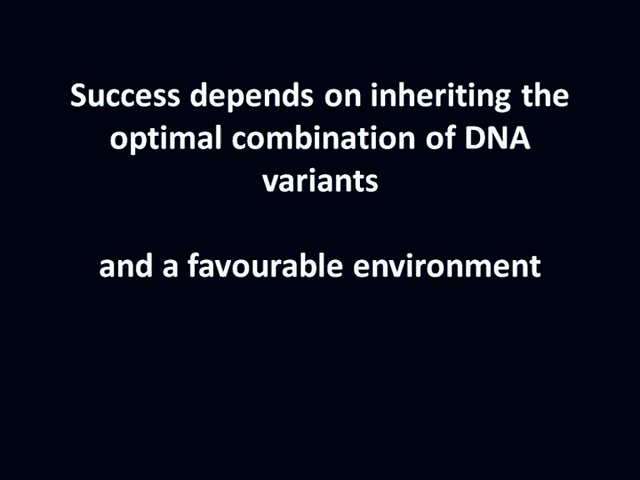 Success depends on inheriting the
optimal combination of DNA
variants
and a favourable environment